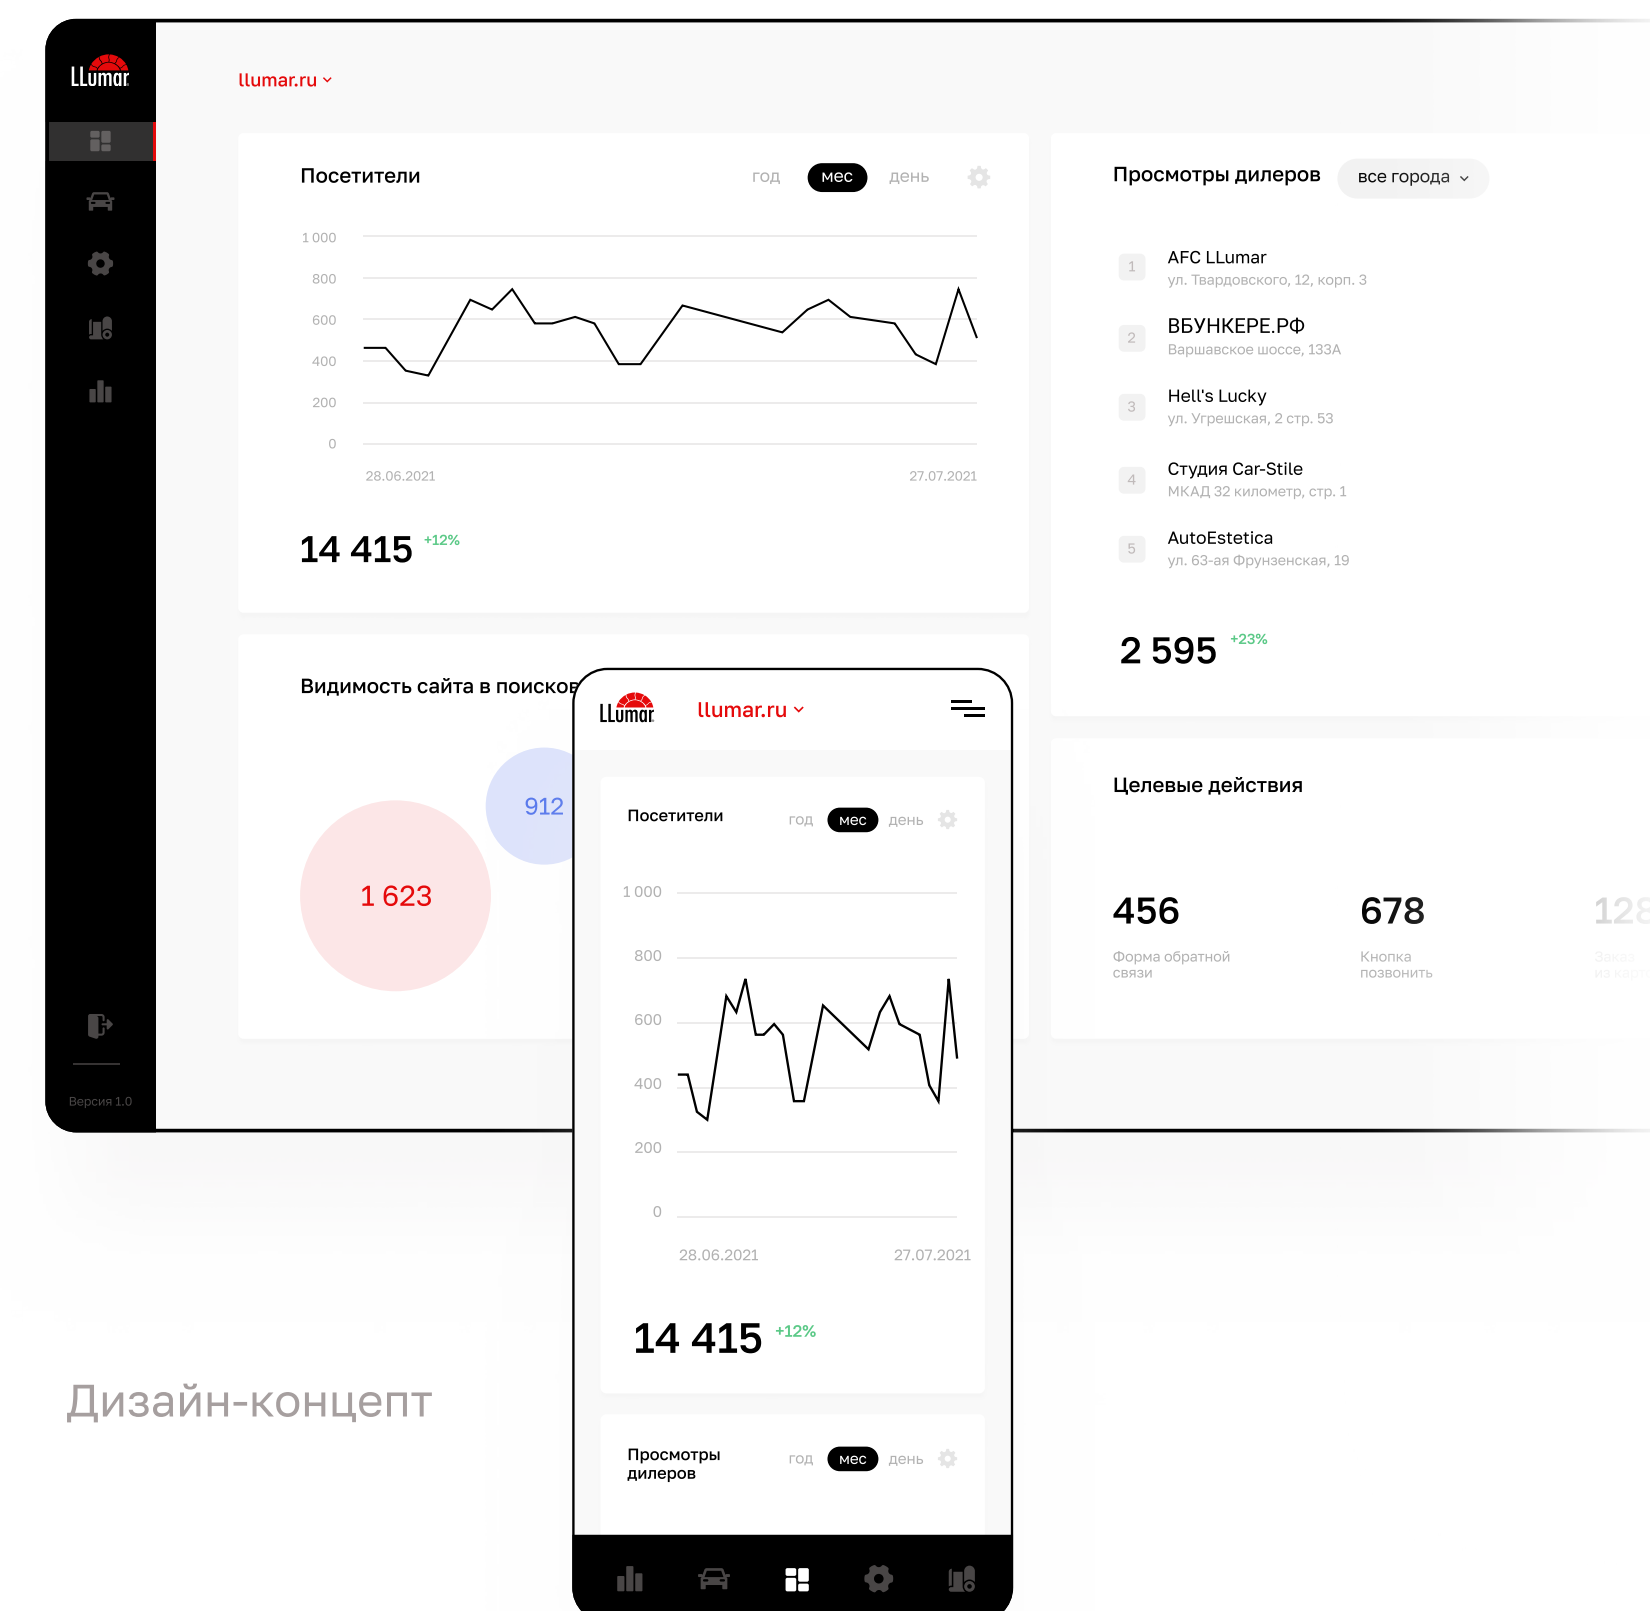 LLumar
llumar.ru
Посетители
год мес день
1 000
800
600
400
200
0
28.06.2021 27.07.2021
14 415 +12%
Просмотры дилеров все города
1 AFC LLumar
ул. Твардовского, 12, корп. 3
2 ВБУНКЕРЕ.РФ
Варшавское шоссе, 133А
3 Hell's Lucky
ул. Угрешская, 2 стр. 53
4 Студия Car-Stile
МКАД 32 километр, стр. 1
5 AutoEstetica
ул. 63-ая Фрунзенская, 19
2 595 +23%
Видимость сайта в поисков
912
1 623
Целевые действия
456 678 128
Форма обратной
связи
Кнопка
позвонить
Заказ
из
Версия 1.0
LLumar llumar.ru
Посетители год мес день
1 000
800
600
400
200
0
28.06.2021 27.07.2021
14 415 +12%
Просмотры
дилеров
год мес день
Дизайн-концепт